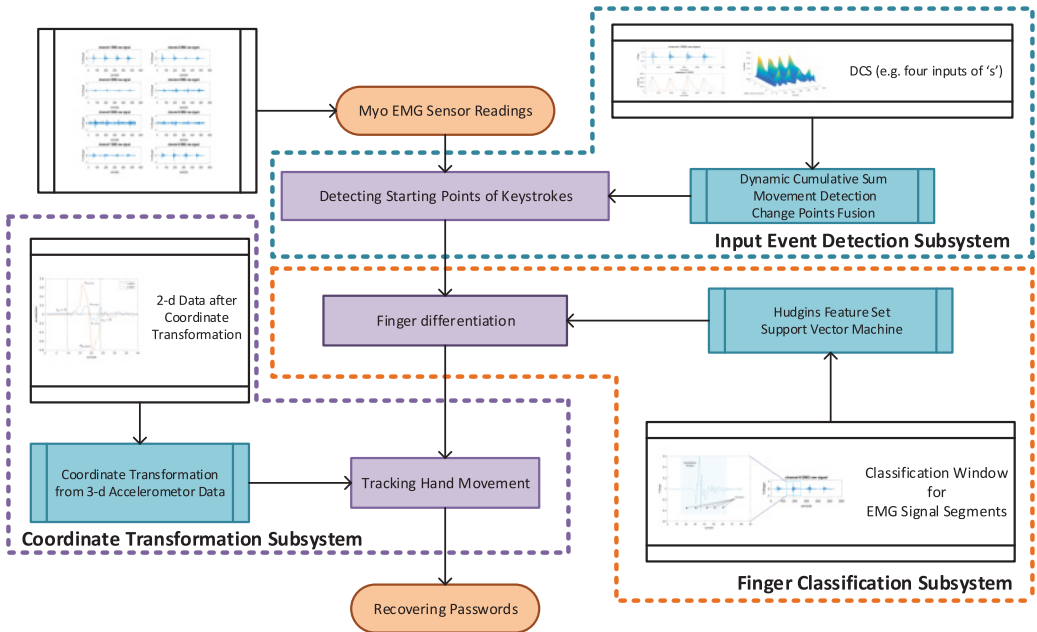 Myo EMG Sensor Readings
DCS (e.g. four inputs of ‘s’)
Detecting Starting Points of Keystrokes
Dynamic Cumulative Sum
Movement Detection
Change Points Fusion
Input Event Detection Subsystem
2-d Data after
Coordinate
Transformation
Finger differentiation
Hudgins Feature Set
Support Vector Machine
Coordinate Transformation
from 3-d Accelerometor Data
Tracking Hand Movement
Classification Window
for
EMG Signal Segments
Coordinate Transformation Subsystem
Finger Classification Subsystem
Recovering Passwords